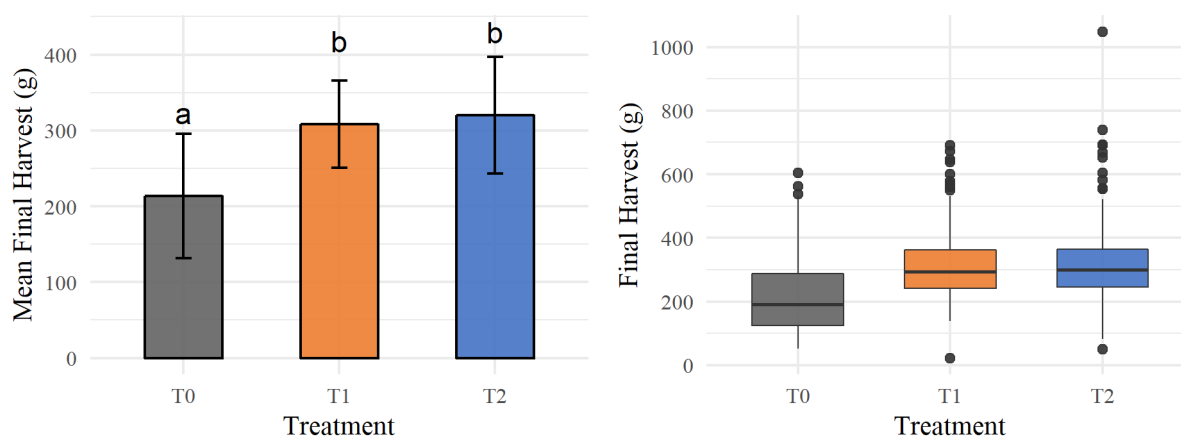 Mean Final Harvest (g)
400
300
200
100
0
a
b
b
T0
T1
T2
Treatment
Final Harvest (g)
1000
800
600
400
200
0
T0
T1
T2
Treatment